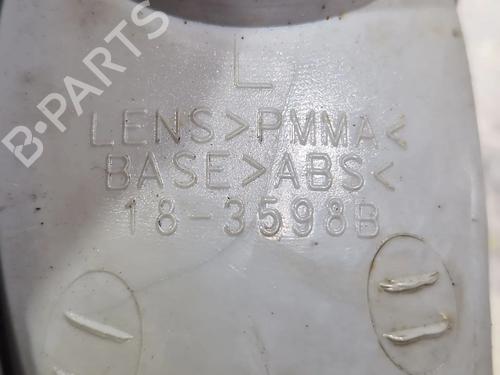 B-PARTS
L
LENS>PMMA<
BASE>ABS<
18-3598B